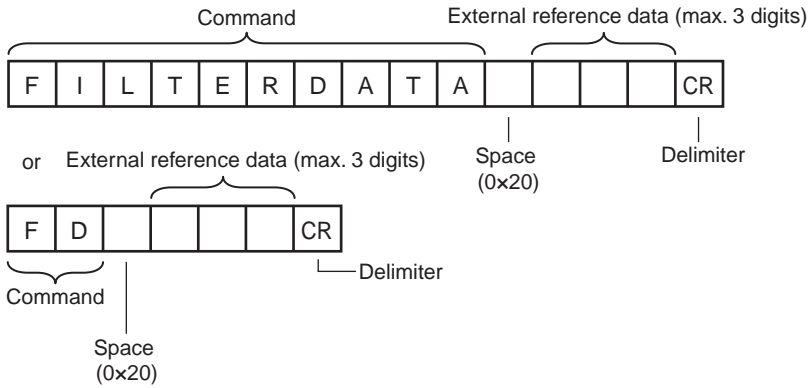 Command
External reference data (max. 3 digits)
F I L T E R D A T A CR
Space
(0×20)
Delimiter
or External reference data (max. 3 digits)
F D CR
Delimiter
Command
Space
(0×20)